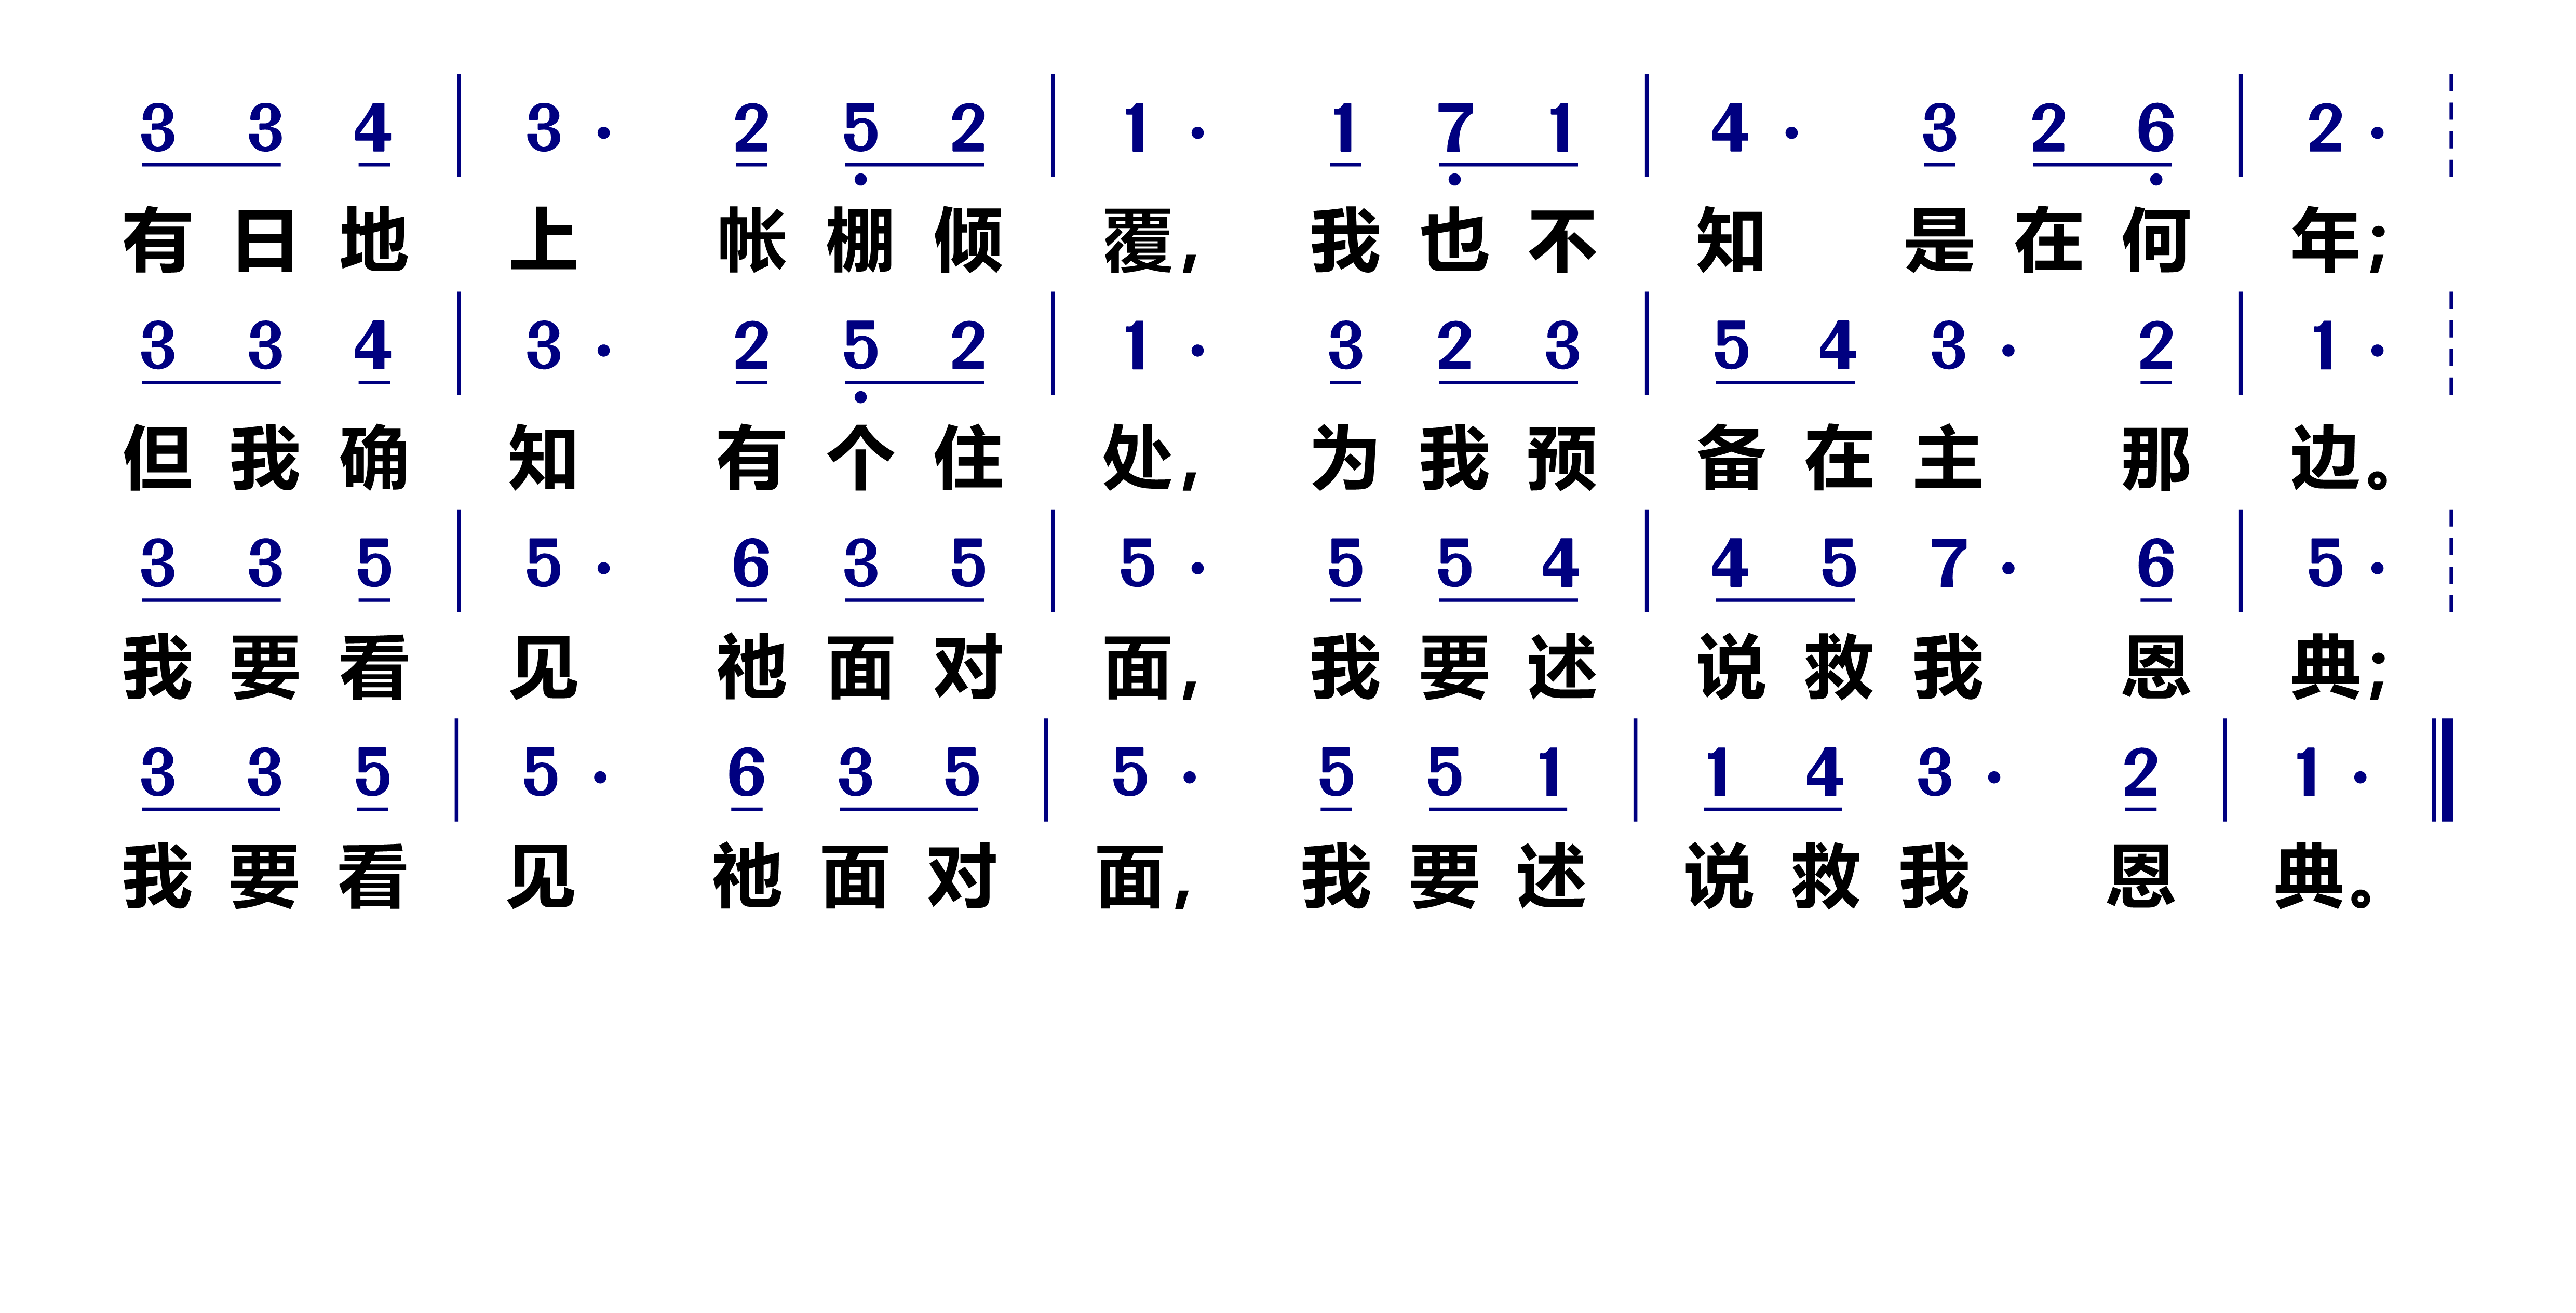 3 3 4 | 3 · 2 5 2 | 1 · 1 7 1 | 4 · 3 2 6 | 2 ·
有日地上帐棚倾覆，我也不知是在何年；
3 3 4 | 3 · 2 5 2 | 1 · 3 2 3 | 5 4 3 · 2 | 1 ·
但我确知有个住处，为我预备在主那边。
3 3 5 | 5 · 6 3 5 | 5 · 5 5 4 | 4 5 7 · 6 | 5 ·
我要看见祂面对面，我要述说救我恩典；
3 3 5 | 5 · 6 3 5 | 5 · 5 5 1 | 1 4 3 · 2 | 1 ·
我要看见祂面对面，我要述说救我恩典。